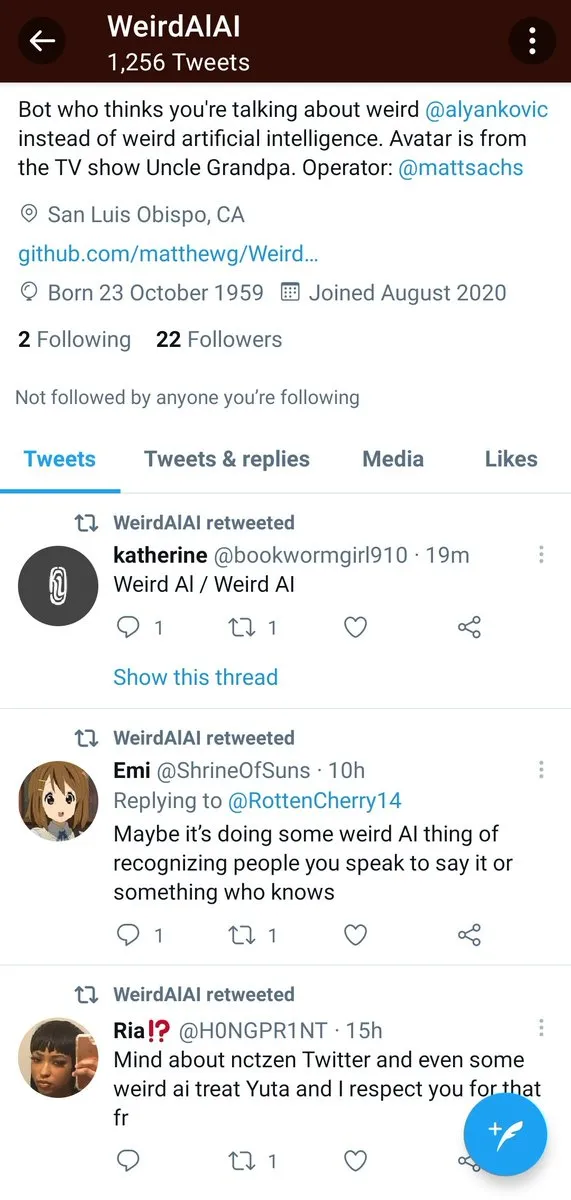 WeirdAlAI
1,256 Tweets
Bot who thinks you're talking about weird @alyankovic
instead of weird artificial intelligence. Avatar is from
the TV show Uncle Grandpa. Operator: @mattsachs
San Luis Obispo, CA
github.com/matthewg/Weird…
Born 23 October 1959 Joined August 2020
2 Following 22 Followers
Not followed by anyone you’re following
Tweets Tweets & replies Media Likes
WeirdAlAI retweeted
katherine @bookwormgirl910 · 19m
Weird Al / Weird AI
1 1
Show this thread
WeirdAlAI retweeted
Emi @ShrineOfSuns · 10h
Replying to @RottenCherry14
Maybe it’s doing some weird AI thing of
recognizing people you speak to say it or
something who knows
1 1
WeirdAlAI retweeted
Ria⁉️ @H0NGPR1NT · 15h
Mind about nctzen Twitter and even some
weird ai treat Yuta and I respect you for that
fr
1